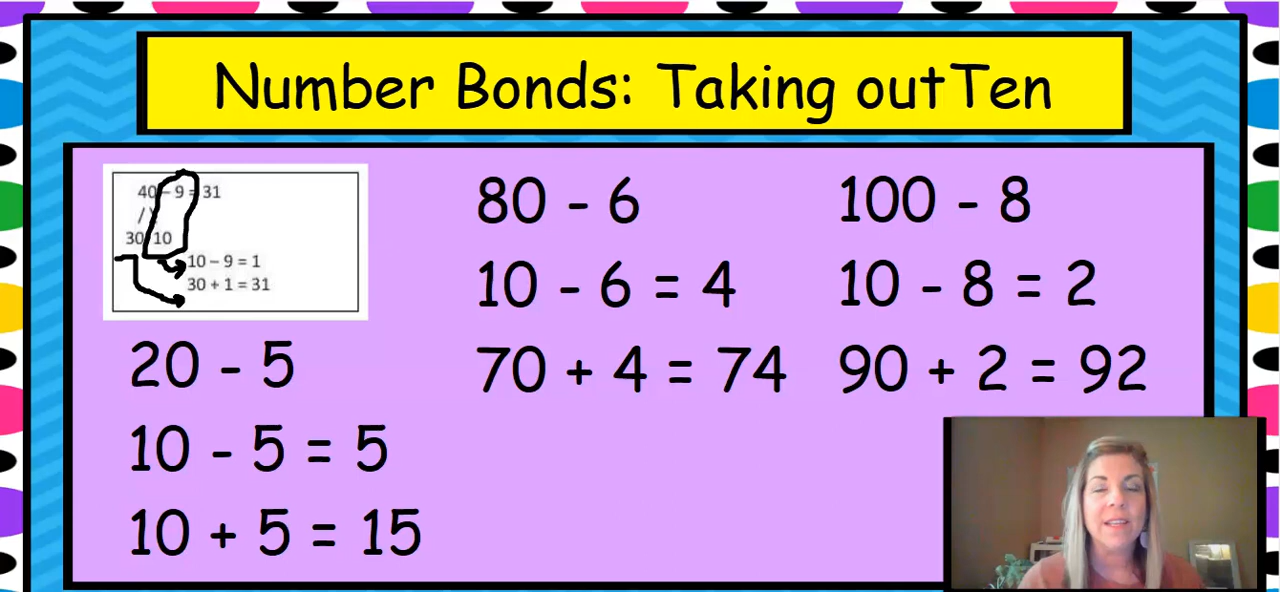 Number Bonds: Taking out Ten
40 – 9 = 31
/ \
30 10
10 – 9 = 1
30 + 1 = 31
20 - 5
10 - 5 = 5
10 + 5 = 15
80 - 6
10 - 6 = 4
70 + 4 = 74
100 - 8
10 - 8 = 2
90 + 2 = 92